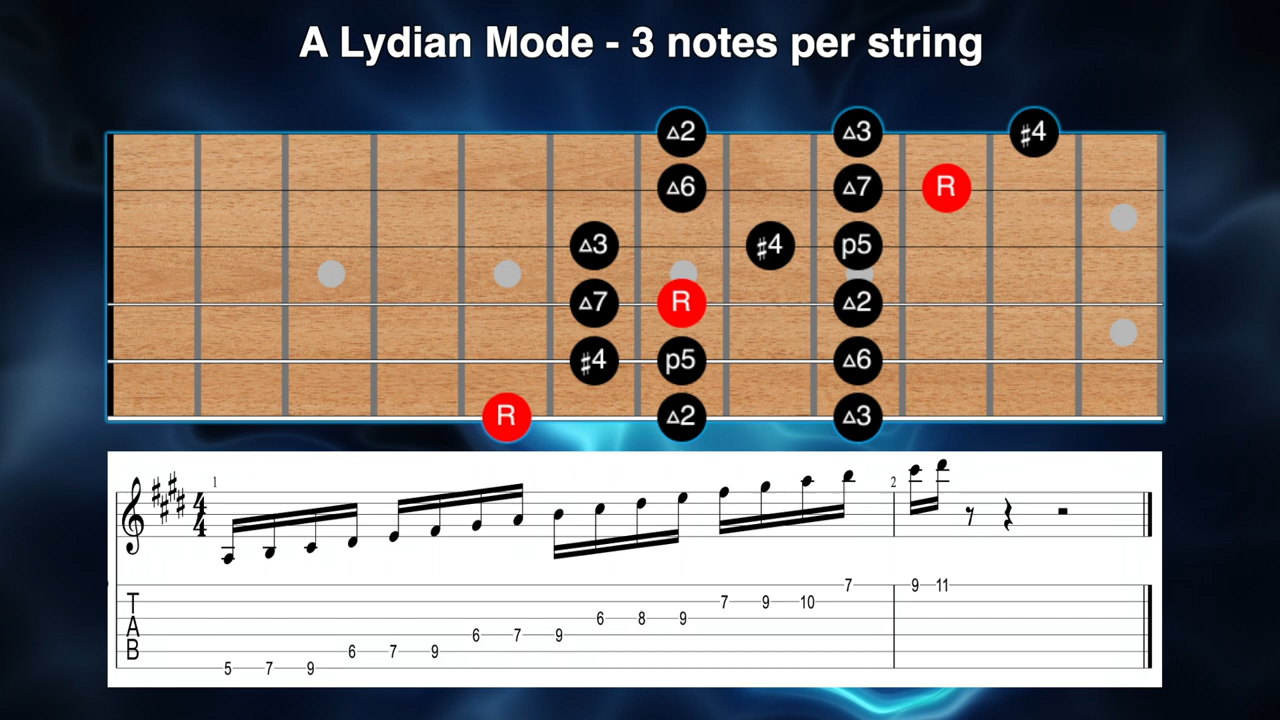 A Lydian Mode - 3 notes per string
▵2 ▵3 ♯4
▵6 ▵7 R
▵3 ♯4 p5
▵7 R ▵2
♯4 p5 ▵6
R ▵2 ▵3
1 2
4
4
7 9 11
T 7 9 10
6 8 9
A 6 7 9
B 6 7 9
5 7 9